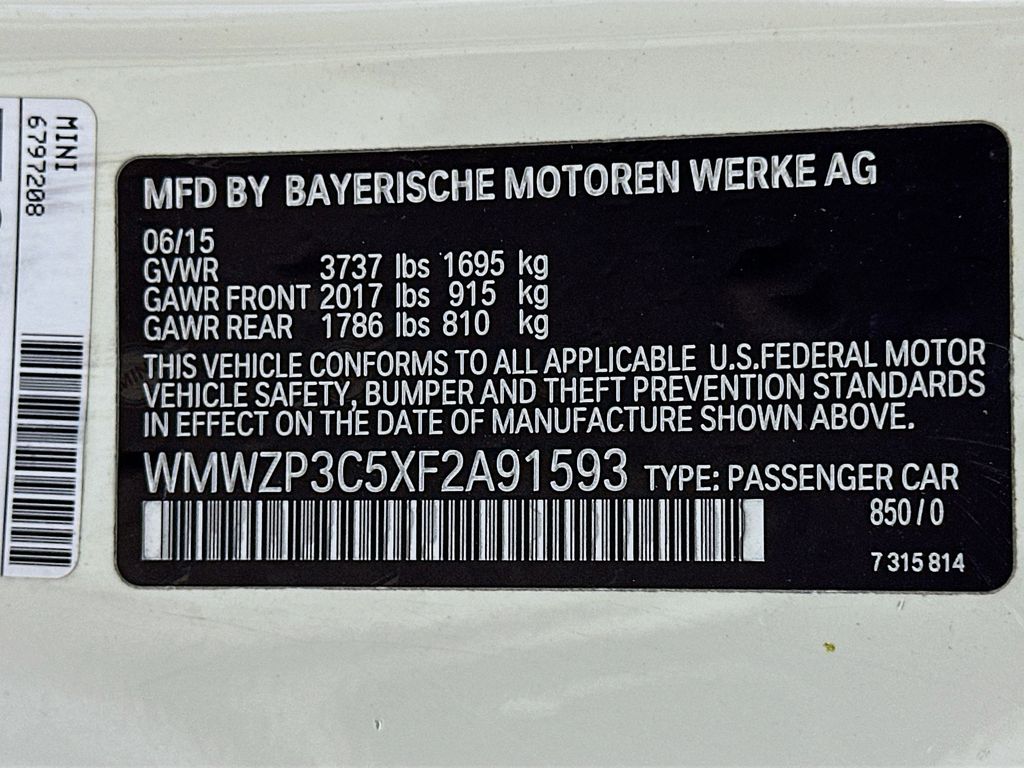 MINI
6797208
MFD BY BAYERISCHE MOTOREN WERKE AG
06/15
GVWR 3737 lbs 1695 kg
GAWR FRONT 2017 lbs 915 kg
GAWR REAR 1786 lbs 810 kg
THIS VEHICLE CONFORMS TO ALL APPLICABLE U.S.FEDERAL MOTOR
VEHICLE SAFETY, BUMPER AND THEFT PREVENTION STANDARDS
IN EFFECT ON THE DATE OF MANUFACTURE SHOWN ABOVE.
WMWZP3C5XF2A91593 TYPE: PASSENGER CAR
850/0
7 315 814